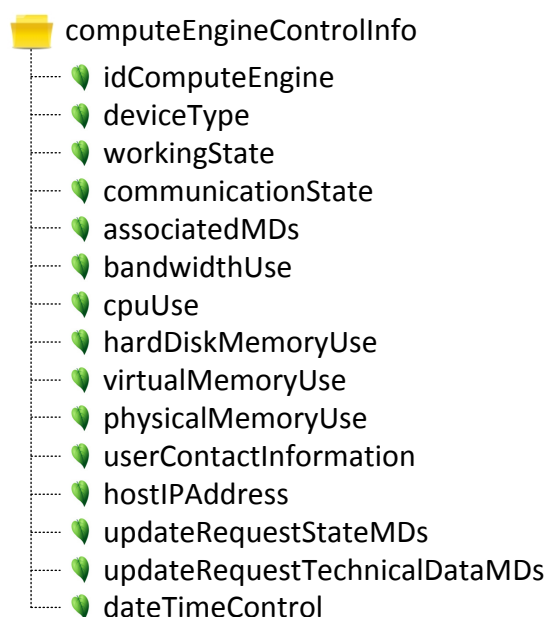 computeEngineControlInfo
idComputeEngine
deviceType
workingState
communicationState
associatedMDs
bandwidthUse
cpuUse
hardDiskMemoryUse
virtualMemoryUse
physicalMemoryUse
userContactInformation
hostIPAddress
updateRequestStateMDs
updateRequestTechnicalDataMDs
dateTimeControl